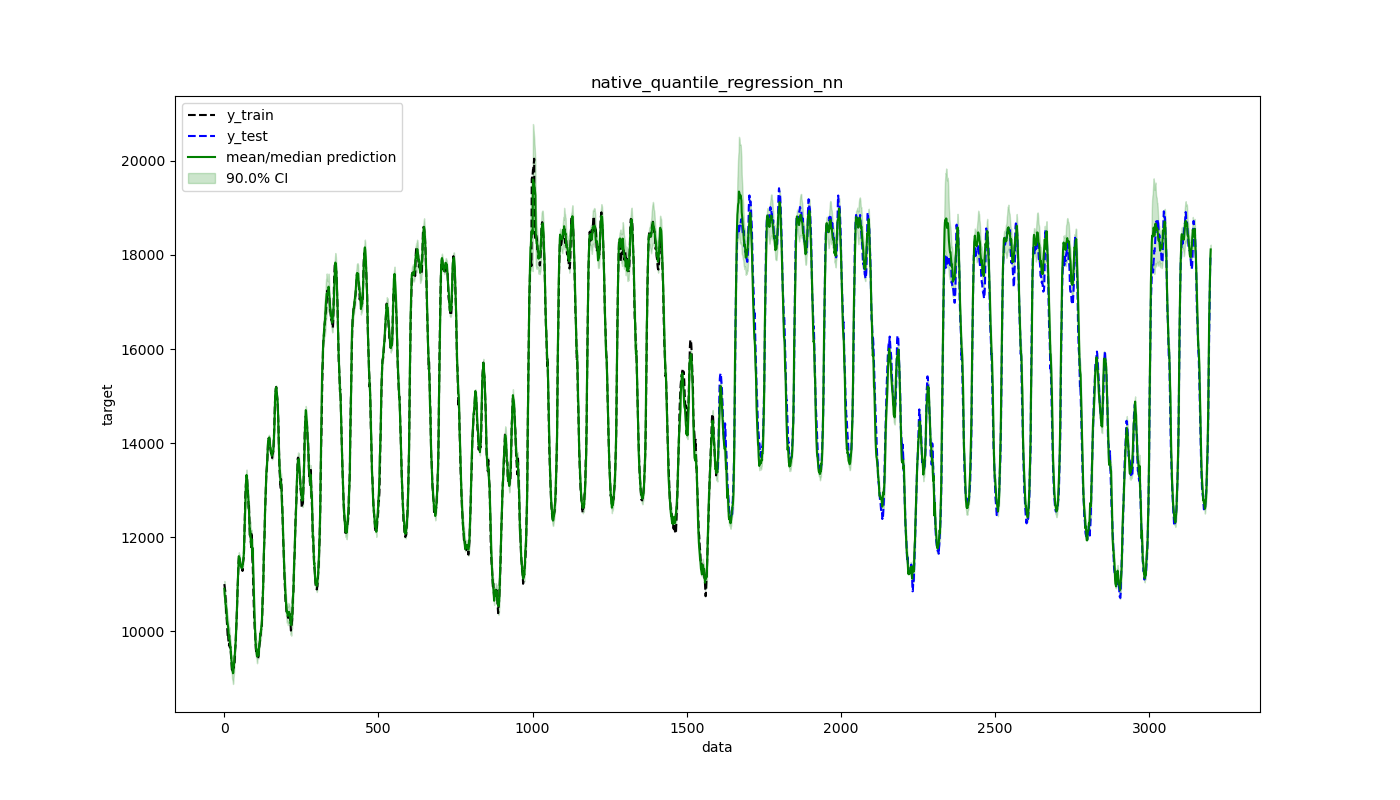 native_quantile_regression_nn
y_train
y_test
mean/median prediction
90.0% CI
20000
18000
16000
14000
12000
10000
target
0 500 1000 1500 2000 2500 3000
data